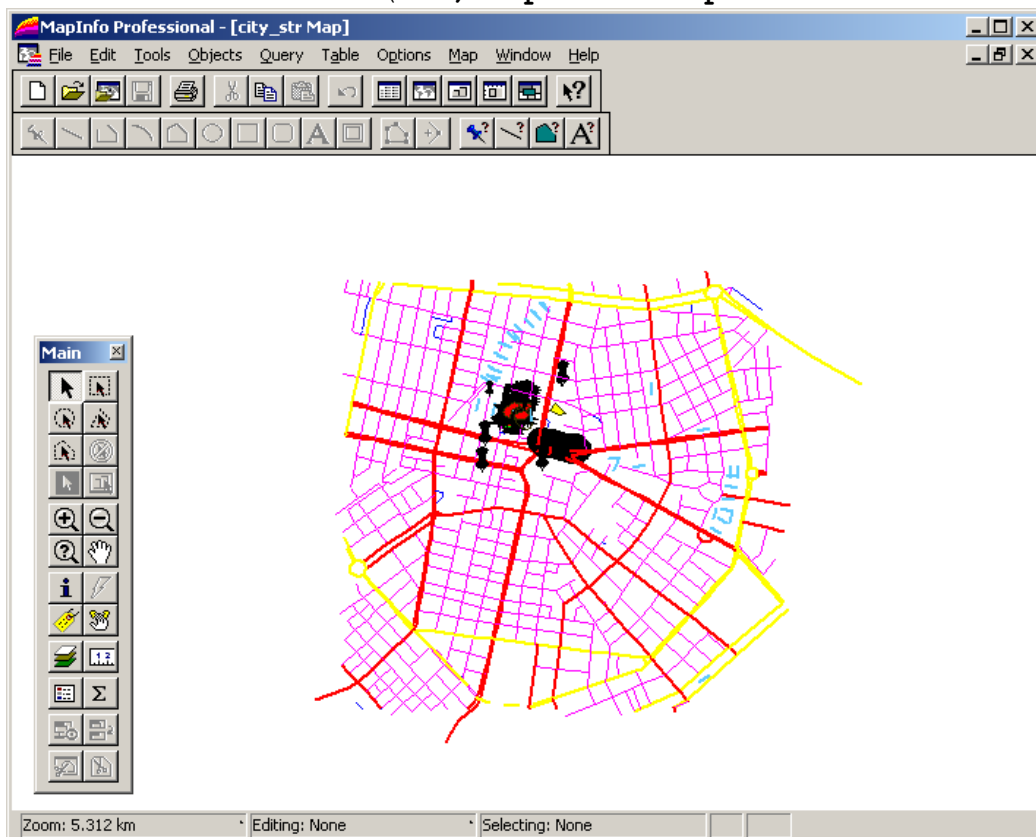 MapInfo Professional - [city_str Map]
File Edit Tools Objects Query Table Options Map Window Help
Main
Zoom: 5.312 km
Editing: None
Selecting: None